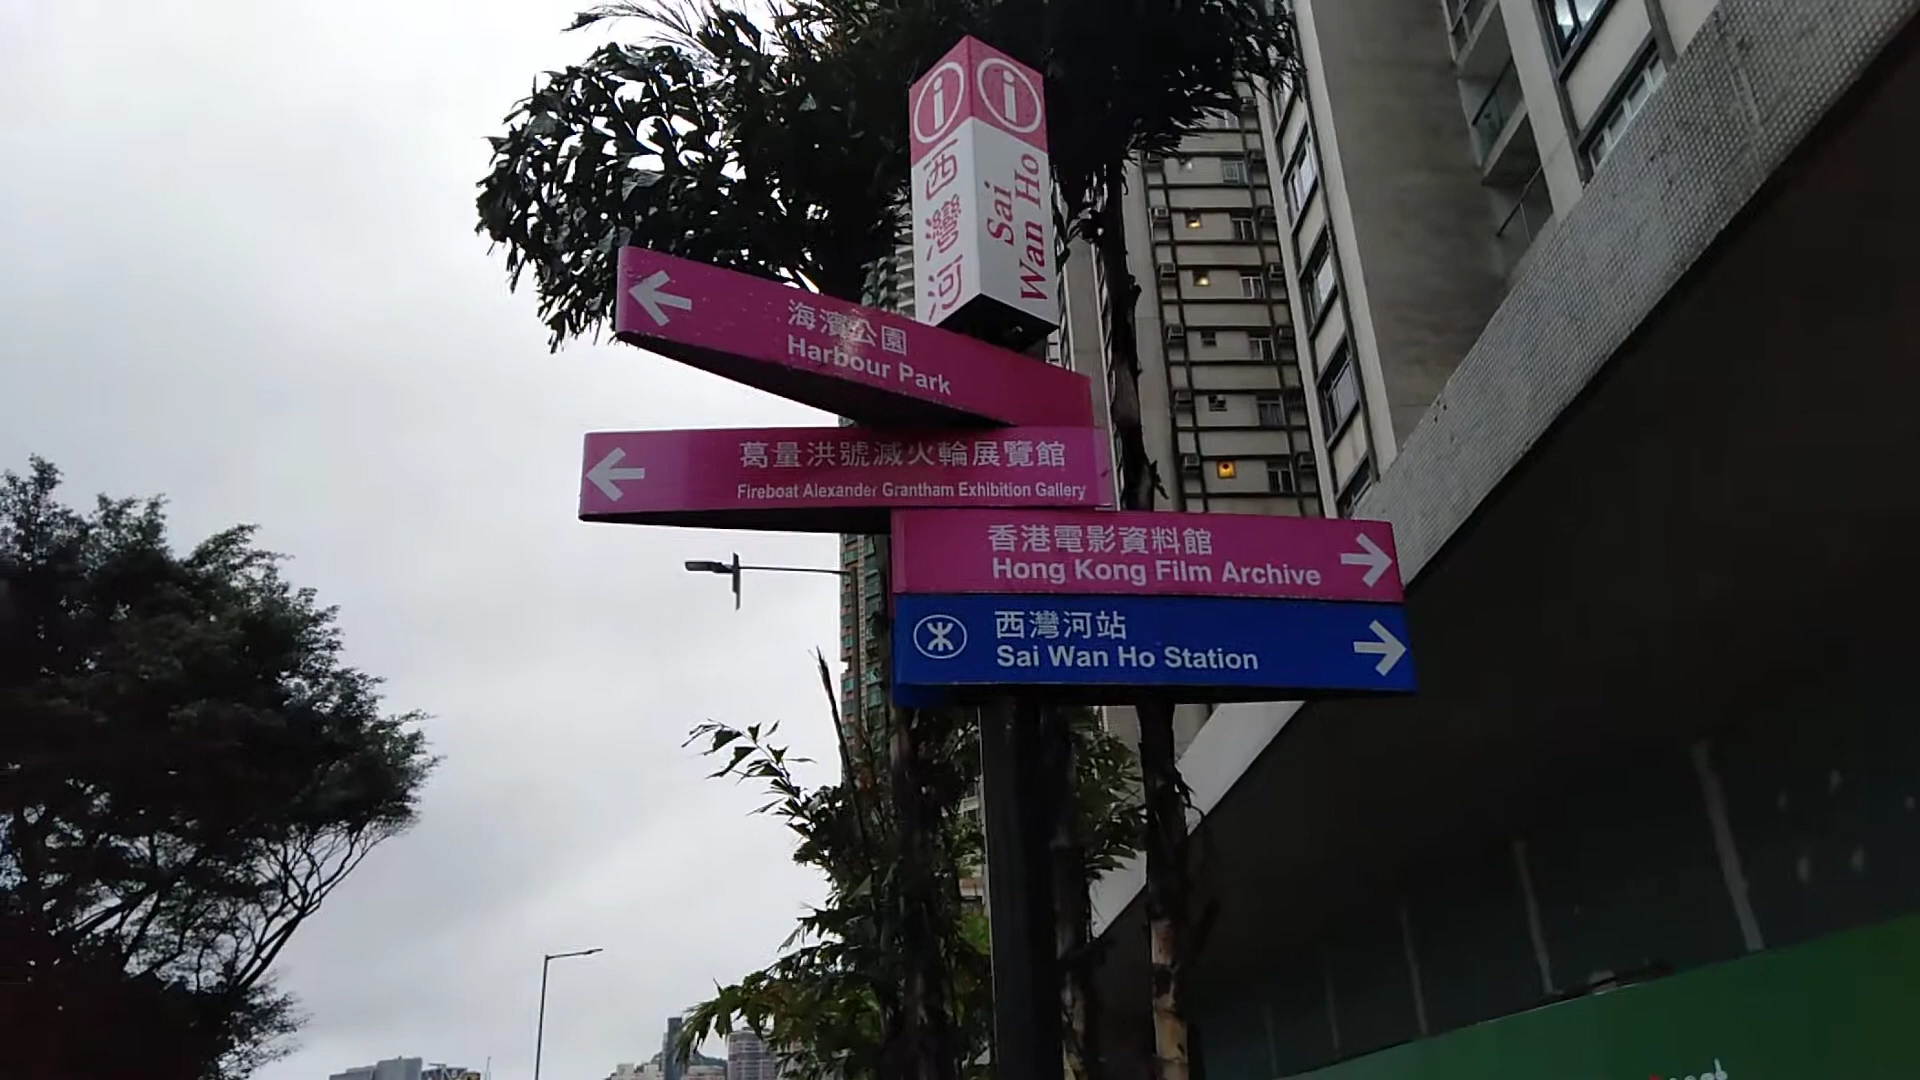 i i
西灣河
Sai
Wan Ho
海濱公園
Harbour Park
葛量洪號滅火輪展覽館
Fireboat Alexander Grantham Exhibition Gallery
香港電影資料館
Hong Kong Film Archive
西灣河站
Sai Wan Ho Station